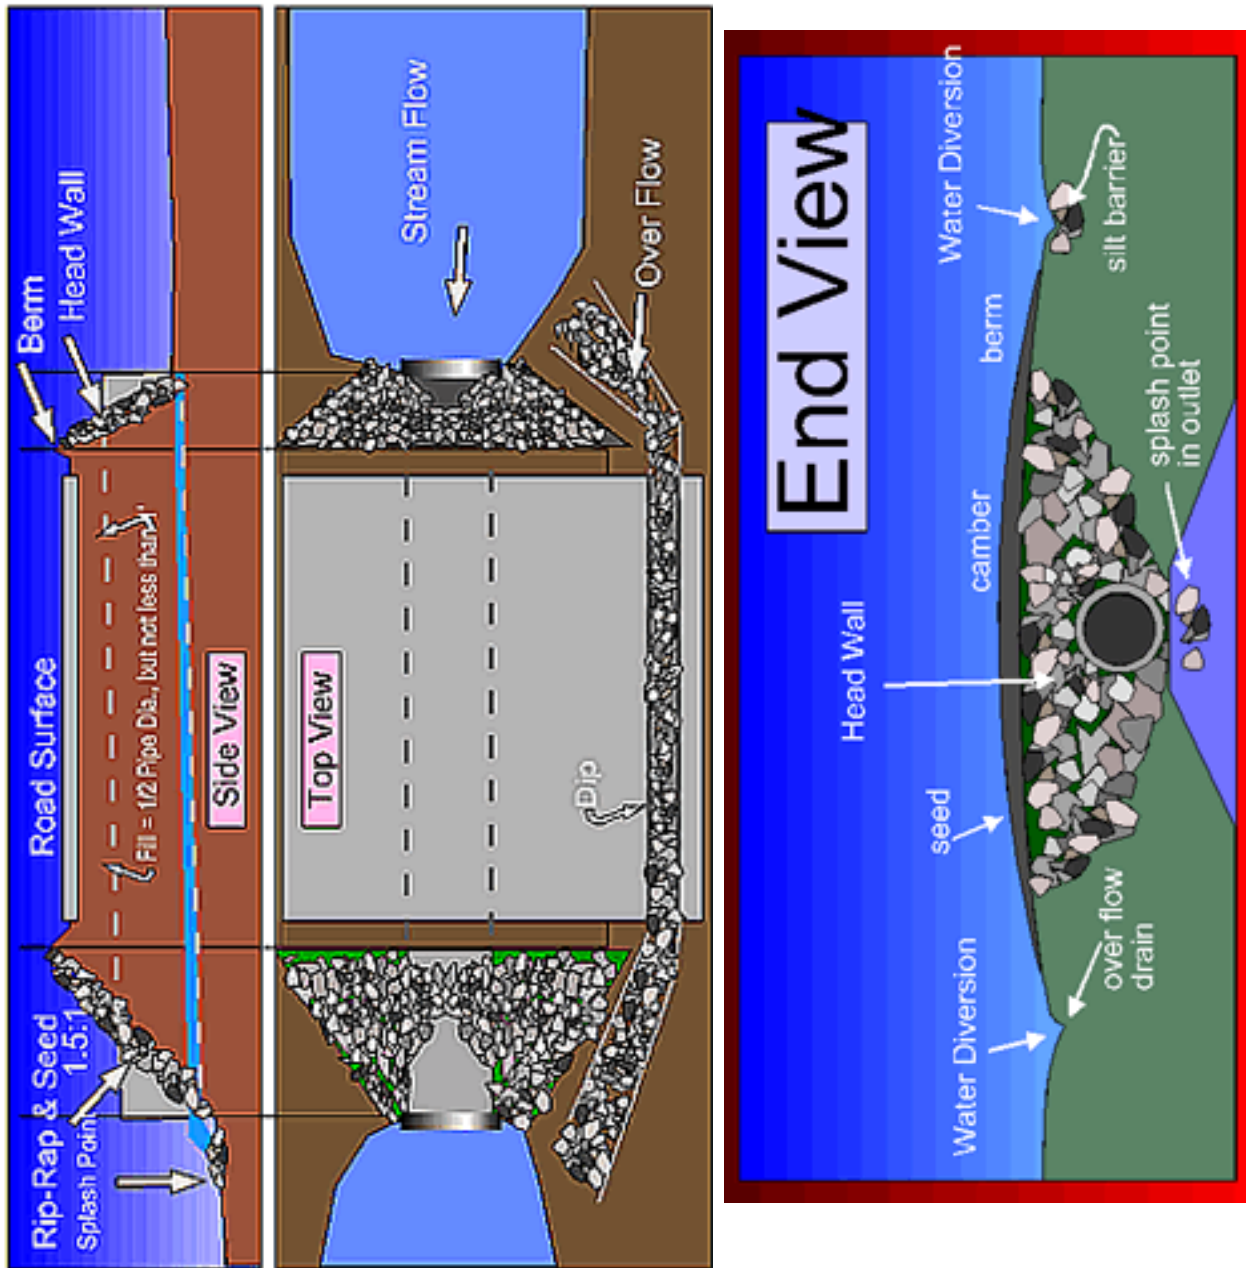 Rip-Rap & Seed
1.5:1
Splash Point
Road Surface
Berm
Head Wall
Fill = 1/2 Pipe Dia., but not less than 1'
Side View
Top View
Stream Flow
Over Flow
Dip
End View
Head Wall
Water Diversion
seed
camber
berm
Water Diversion
over flow
drain
splash point
in outlet
silt barrier